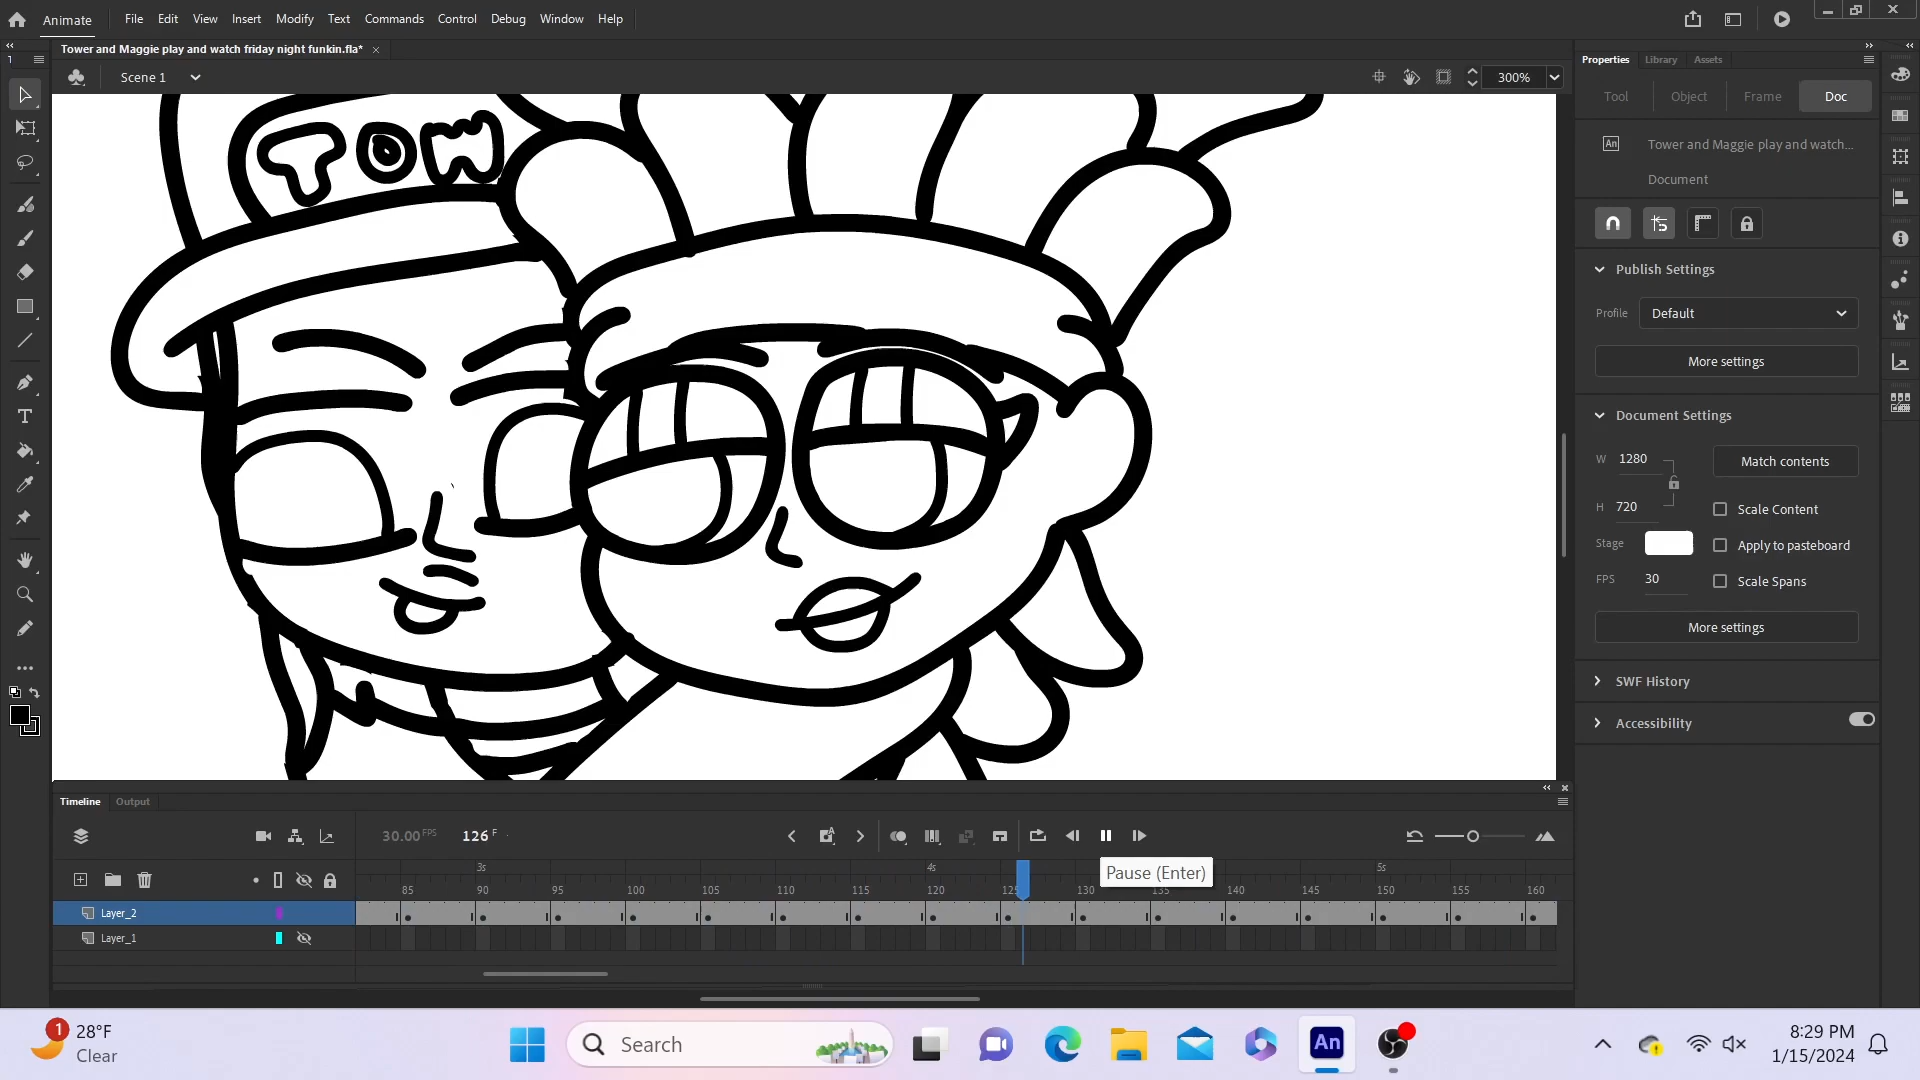 Animate
File Edit View Insert Modify Text Commands Control Debug Window Help
Tower and Maggie play and watch friday night funkin.fla*
Properties Library Assets
1
Scene 1
300%
Tool Object Frame Doc
TOW
An
Tower and Maggie play and watch...
Document
Publish Settings
Profile Default
More settings
Document Settings
W 1280
Match contents
H 720
Scale Content
Stage
Apply to pasteboard
FPS 30
Scale Spans
More settings
SWF History
Accessibility
T
Timeline Output
30.00 FPS 126 F
Pause (Enter)
3s 4s 5s
85 90 95 100 105 110 115 120 125 130 135 140 145 150 155 160
Layer_2
Layer_1
1
28°F
Clear
Search
An
8:29 PM
1/15/2024